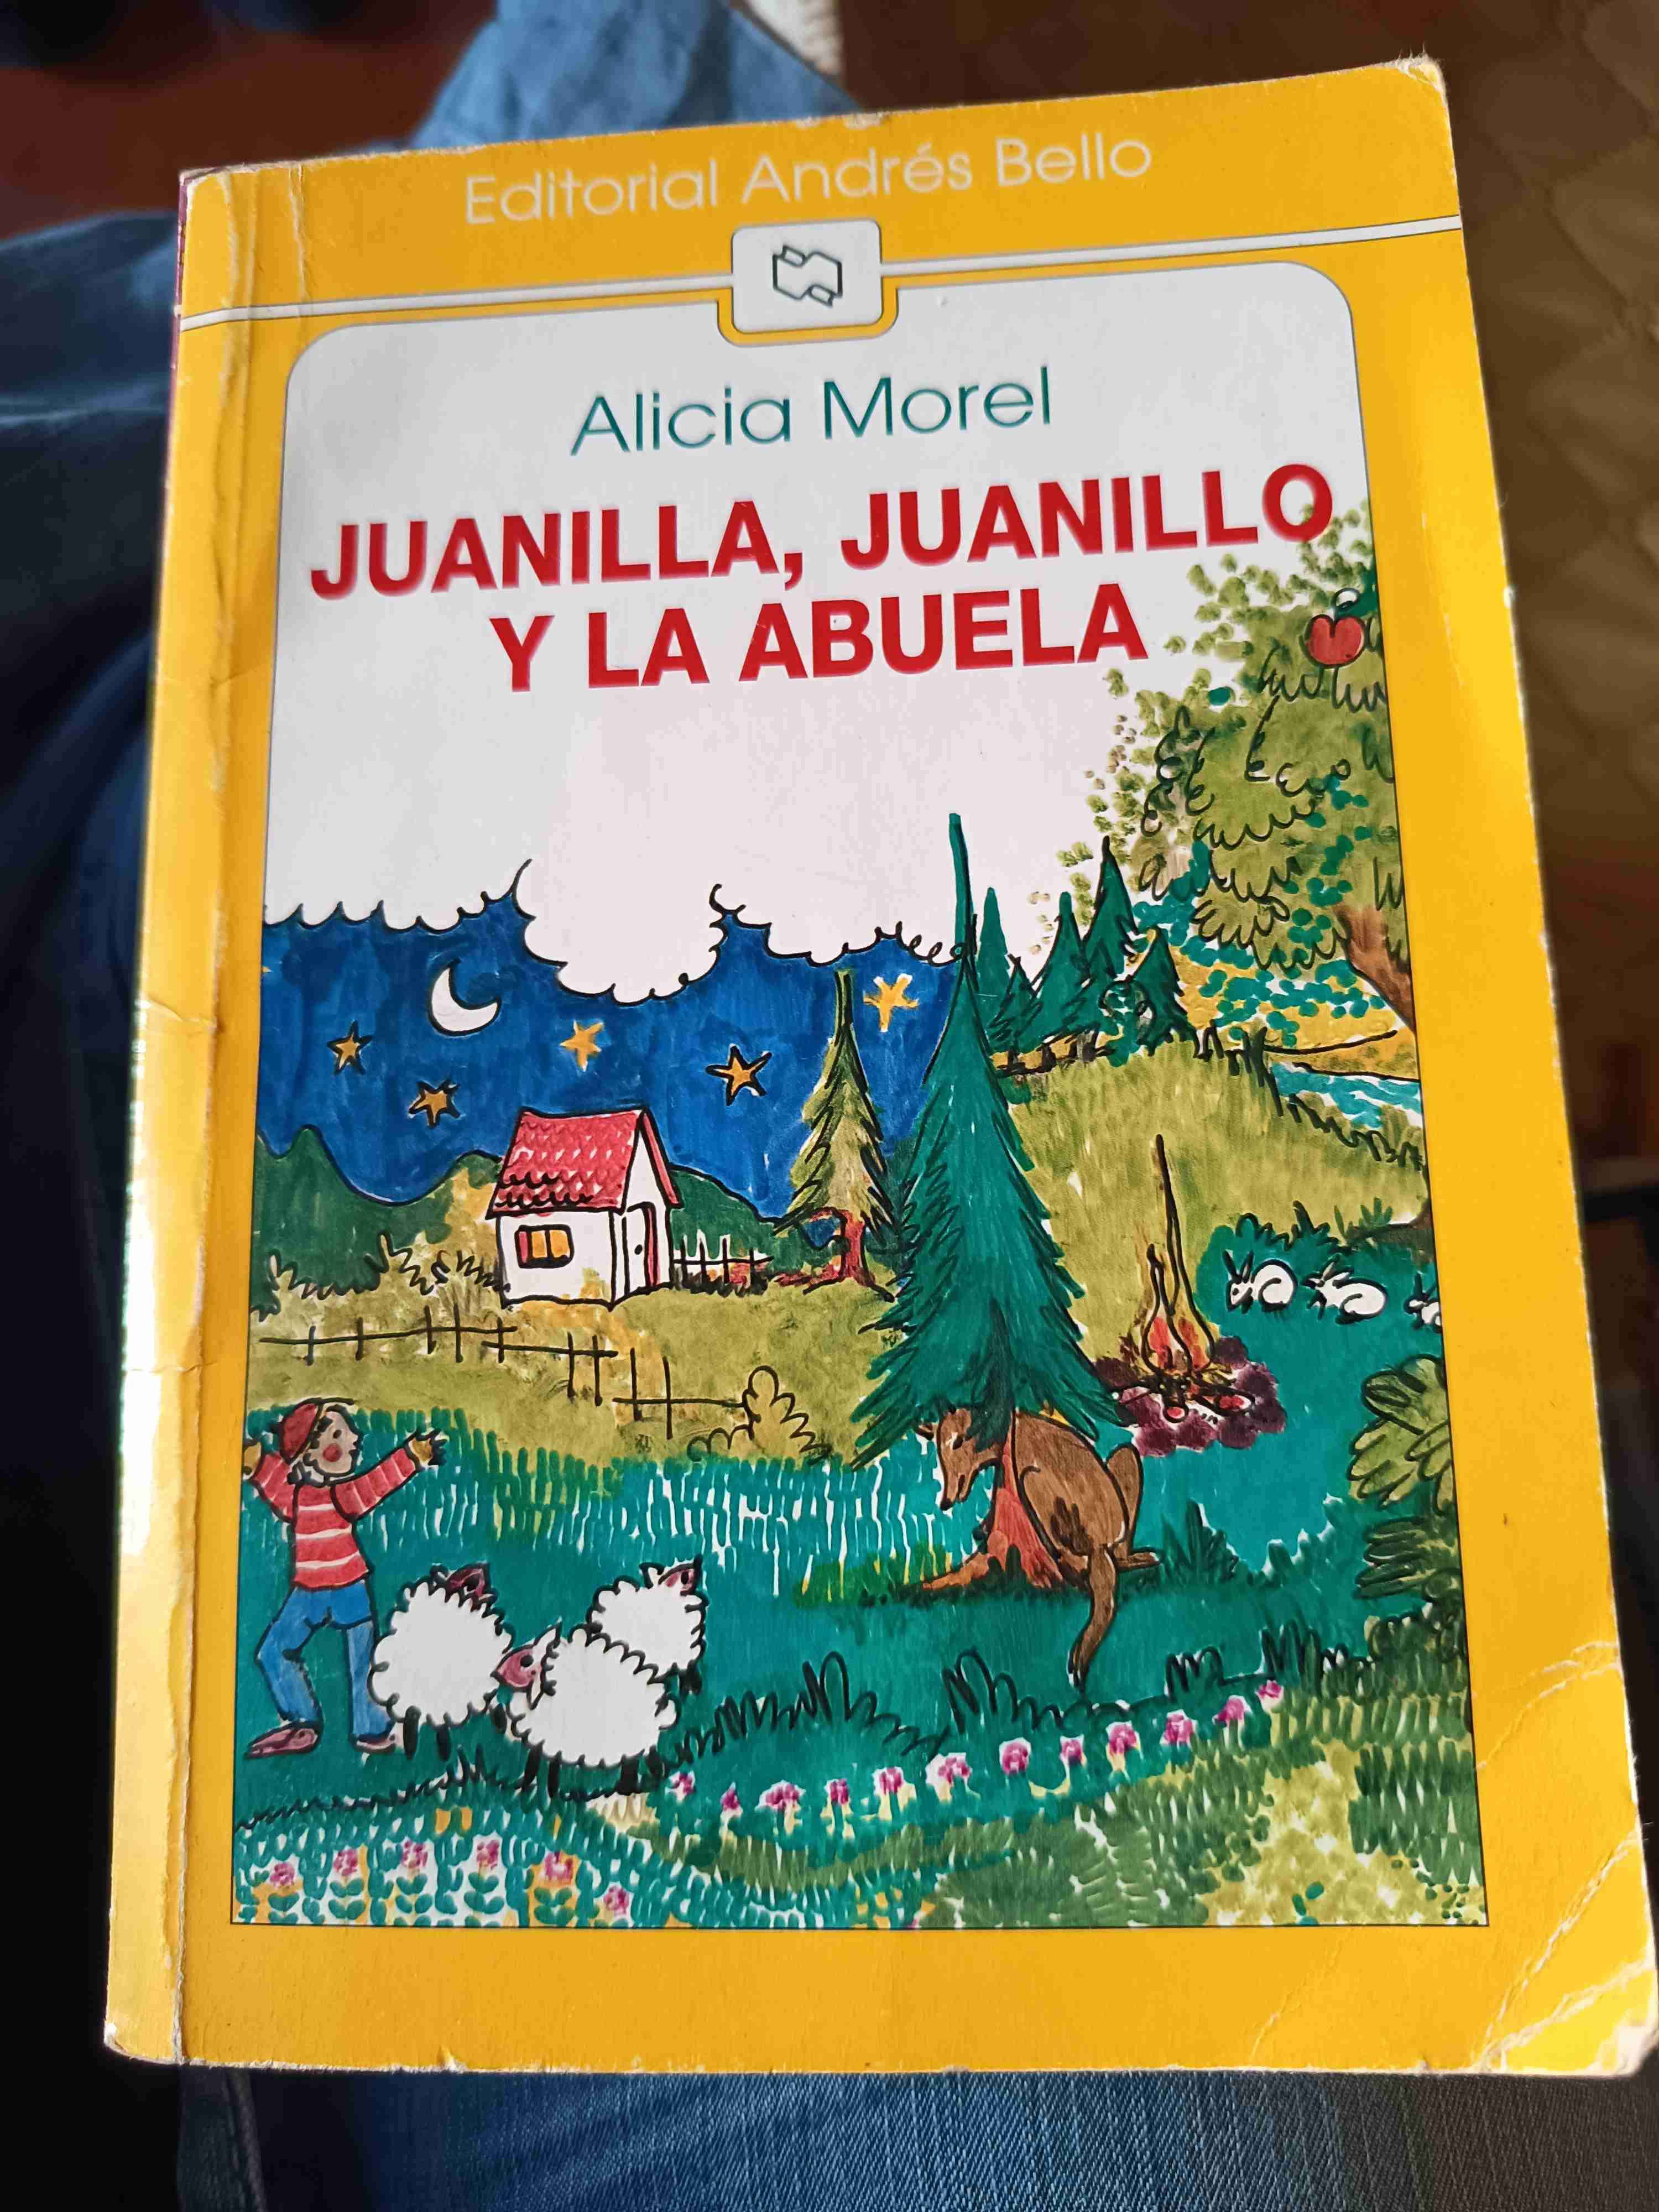 Editorial Andrés Bello
Alicia Morel
JUANILLA, JUANILLO
Y LA ABUELA